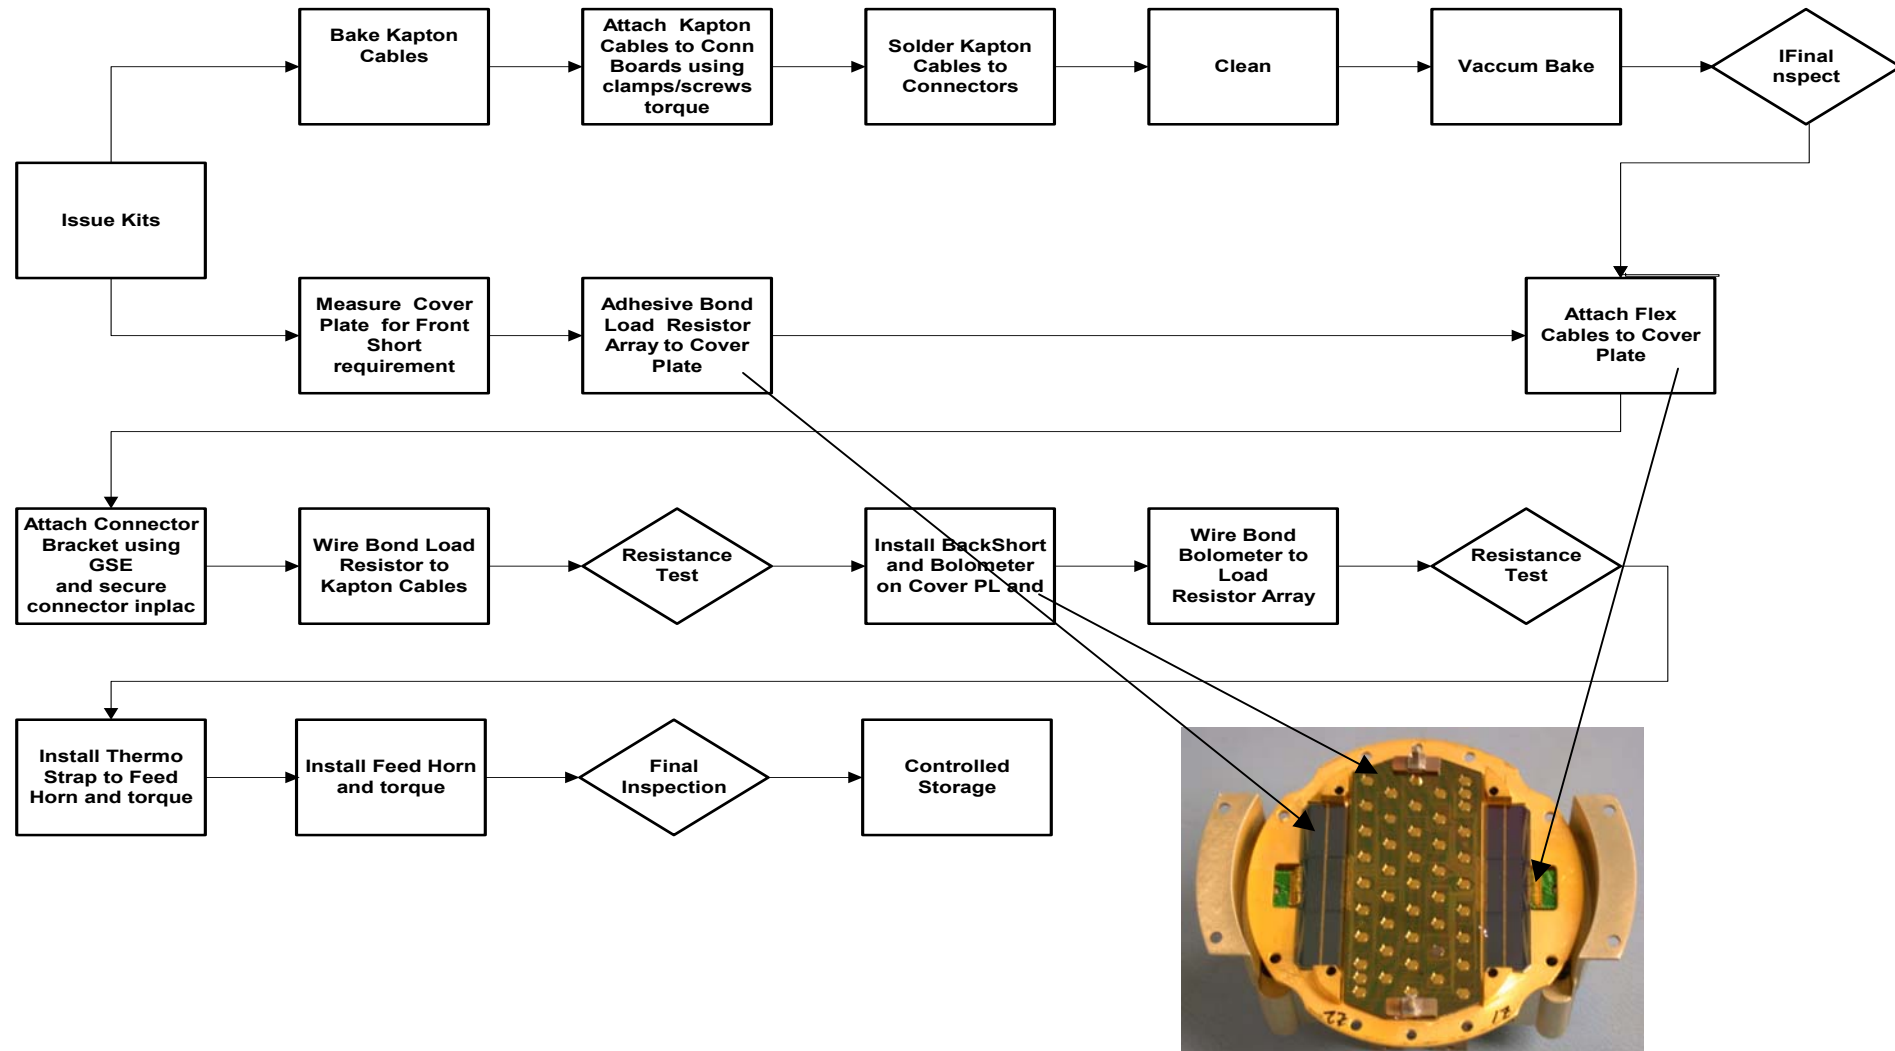 Bake Kapton
Cables
Attach Kapton
Cables to Conn
Boards using
clamps/screws
torque
Solder Kapton
Cables to
Connectors
Clean
Vaccum Bake
IFinal
nspect
Issue Kits
Measure Cover
Plate for Front
Short
requirement
Adhesive Bond
Load Resistor
Array to Cover
Plate
Attach Flex
Cables to Cover
Plate
Attach Connector
Bracket using
GSE
and secure
connector inplac
Wire Bond Load
Resistor to
Kapton Cables
Resistance
Test
Install BackShort
and Bolometer
on Cover PL and
Wire Bond
Bolometer to
Load
Resistor Array
Resistance
Test
Install Thermo
Strap to Feed
Horn and torque
Install Feed Horn
and torque
Final
Inspection
Controlled
Storage
Z2
Z1